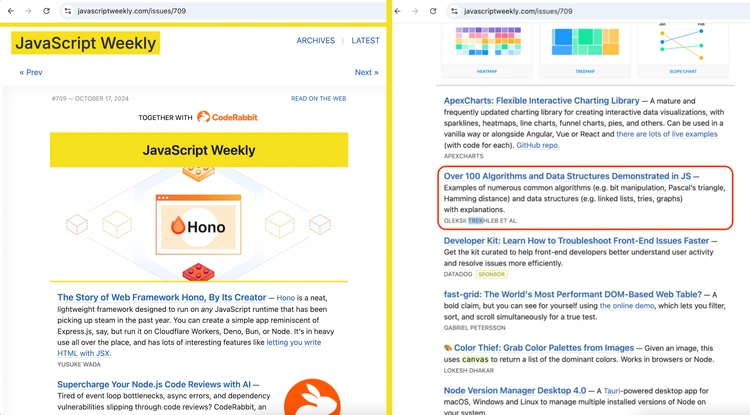 javascriptweekly.com/issues/709
JavaScript Weekly
ARCHIVES | LATEST
« Prev
Next »
#709 — OCTOBER 17, 2024
READ ON THE WEB
TOGETHER WITH CodeRabbit
JavaScript Weekly
Hono
The Story of Web Framework Hono, By Its Creator — Hono is a neat,
lightweight framework designed to run on any JavaScript runtime that has been
picking up steam in the past year. You can create a simple app reminiscent of
Express.js, say, but run it on Cloudflare Workers, Deno, Bun, or Node. It's in heavy
use all over the place, and has lots of interesting features like letting you write
HTML with JSX.
YUSUKE WADA
Supercharge Your Node.js Code Reviews with AI —
Tired of event loop bottlenecks, async errors, and dependency
vulnerabilities slipping through code reviews? CodeRabbit, an
javascriptweekly.com/issues/709
Jan Feb
HEATMAP
TREEMAP
SLOPE CHART
ApexCharts: Flexible Interactive Charting Library — A mature and
frequently updated charting library for creating interactive data visualizations, with
sparklines, heatmaps, line charts, funnel charts, pies, and others. Can be used in a
vanilla way or alongside Angular, Vue or React and there are lots of live examples
(with code for each). GitHub repo.
APEXCHARTS
Over 100 Algorithms and Data Structures Demonstrated in JS —
Examples of numerous common algorithms (e.g. bit manipulation, Pascal's triangle,
Hamming distance) and data structures (e.g. linked lists, tries, graphs)
with explanations.
OLEKSII TREKHLEB ET AL.
Developer Kit: Learn How to Troubleshoot Front-End Issues Faster —
Get the kit curated to help front-end developers better understand user activity
and resolve issues more efficiently.
DATADOG SPONSOR
fast-grid: The World's Most Performant DOM-Based Web Table? — A
bold claim, but you can see for yourself using the online demo, which lets you filter,
sort, and scroll simultaneously for a true test.
GABRIEL PETERSSON
🎨 Color Thief: Grab Color Palettes from Images — Given an image, this
uses canvas to return a list of the dominant colors. Works in browsers or Node.
LOKESH DHAKAR
Node Version Manager Desktop 4.0 — A Tauri-powered desktop app for
macOS, Windows and Linux to manage multiple installed versions of Node on
your system.